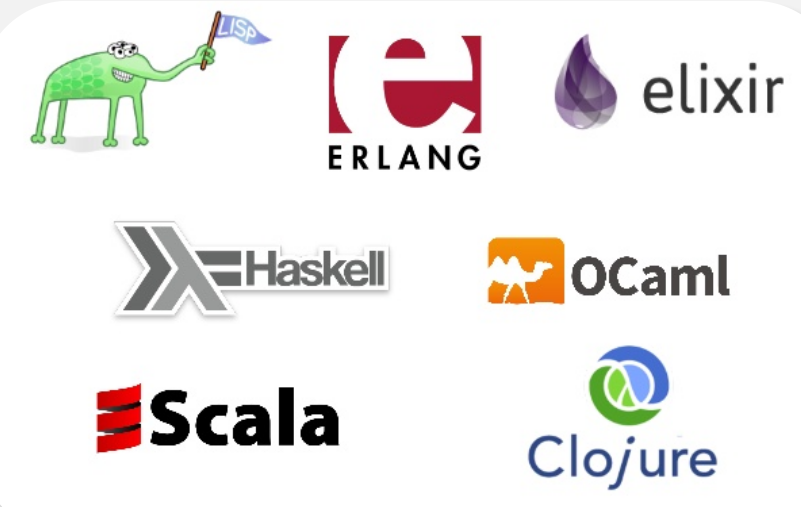 LISP
ERLANG
elixir
Haskell
OCaml
Scala
Clojure